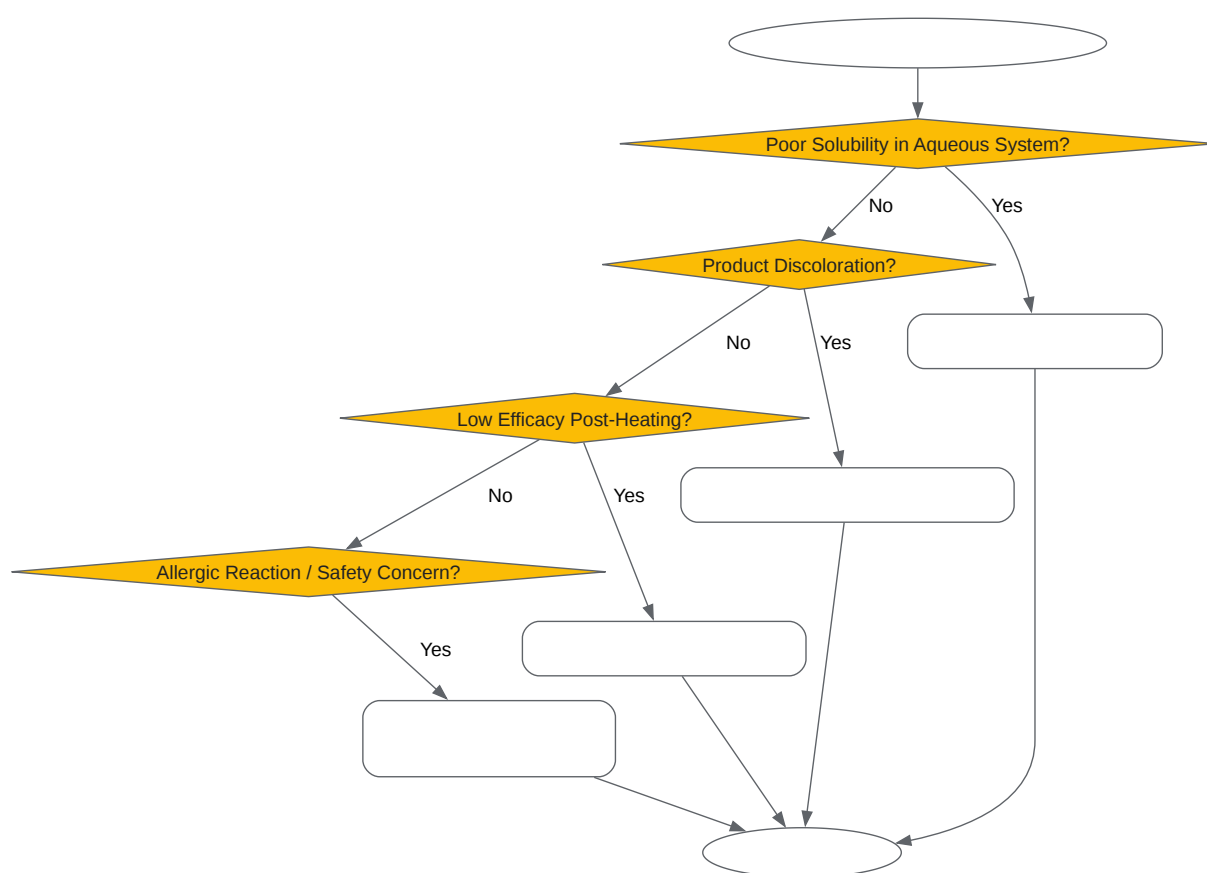 Poor Solubility in Aqueous System?
No
Yes
Product Discoloration?
No
Yes
Low Efficacy Post-Heating?
No
Yes
Allergic Reaction / Safety Concern?
Yes